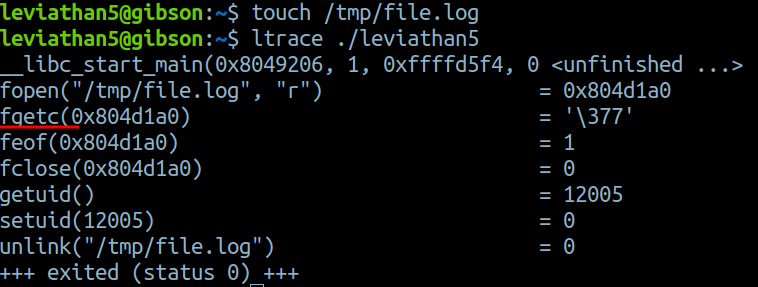 leviathan5@gibson:~$ touch /tmp/file.log
leviathan5@gibson:~$ ltrace ./leviathan5
__libc_start_main(0x8049206, 1, 0xffffd5f4, 0 <unfinished ...>
fopen("/tmp/file.log", "r") = 0x804d1a0
fgetc(0x804d1a0) = '\377'
feof(0x804d1a0) = 1
fclose(0x804d1a0) = 0
getuid() = 12005
setuid(12005) = 0
unlink("/tmp/file.log") = 0
+++ exited (status 0) +++